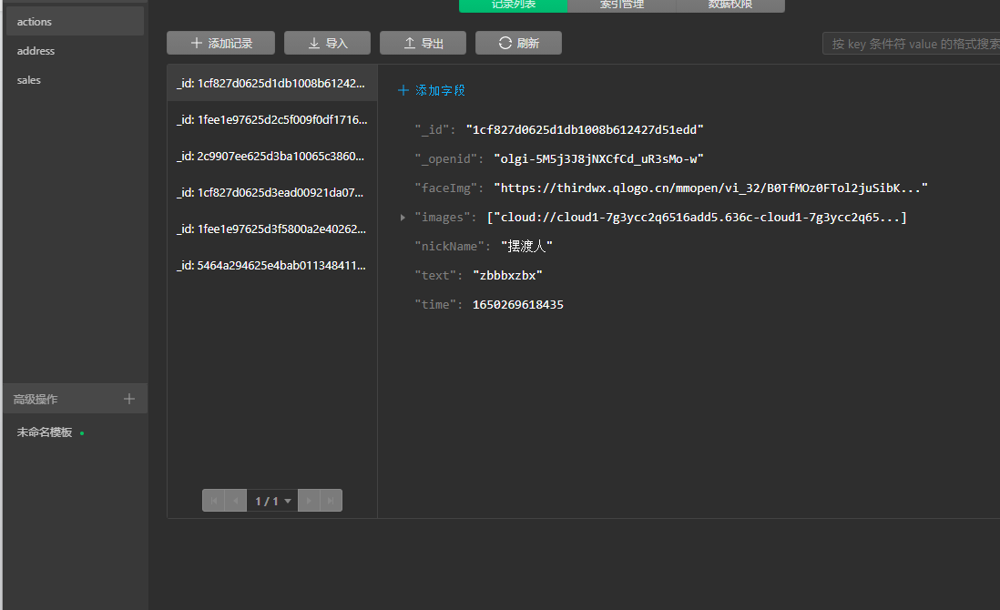 actions
address
sales
高级操作
未命名模板
记录列表 索引管理 数据权限
添加记录 导入 导出 刷新
按 key 条件符 value 的格式搜索
_id: 1cf827d0625d1db1008b61242...
_id: 1fee1e97625d2c5f009f0df1716...
_id: 2c9907ee625d3ba10065c3860...
_id: 1cf827d0625d3ead00921da07...
_id: 1fee1e97625d3f5800a2e40262...
_id: 5464a294625e4bab011348411...
1 / 1
添加字段
"_id": "1cf827d0625d1db1008b612427d51edd"
"_openid": "olgi-5M5j3J8jNXCfCd_uR3sMo-w"
"faceImg": "https://thirdwx.qlogo.cn/mmopen/vi_32/B0TfMOz0FTol2juSibK..."
"images": ["cloud://cloud1-7g3ycc2q6516add5.636c-cloud1-7g3ycc2q65...]
"nickName": "摆渡人"
"text": "zbbbxzbx"
"time": 1650269618435